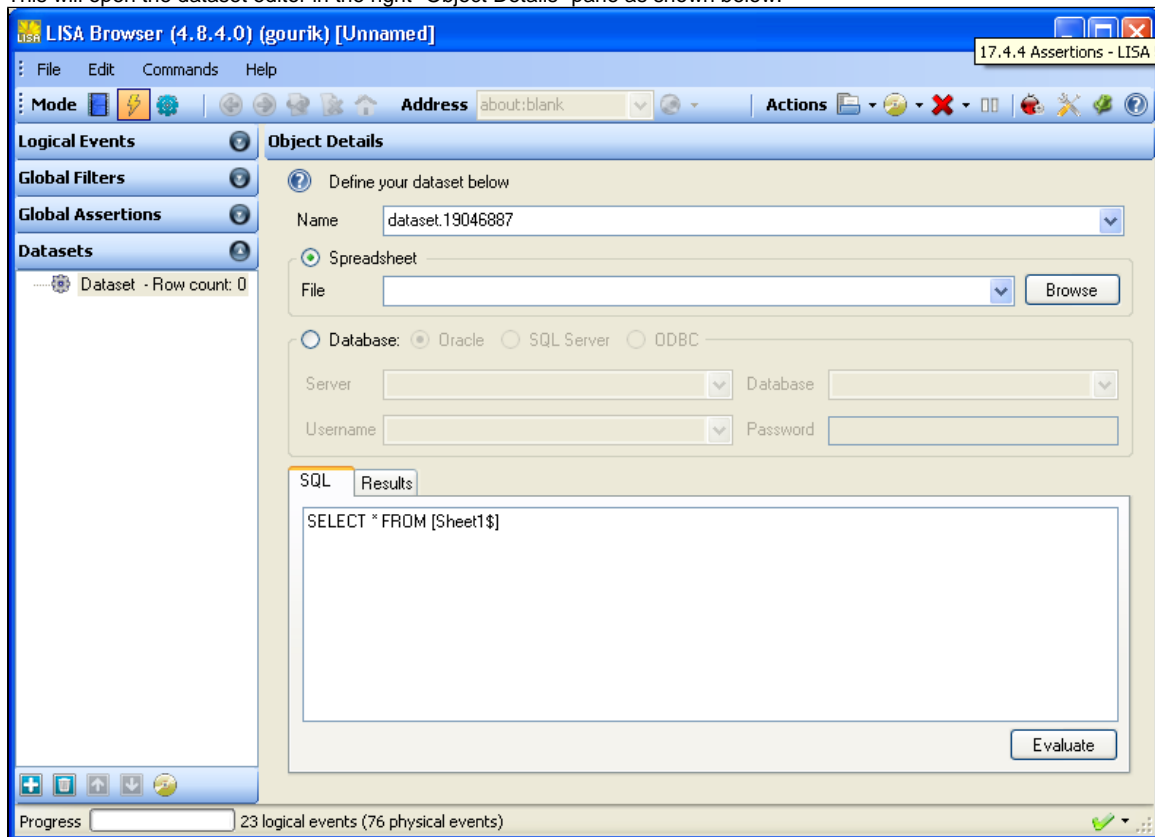 This will open the dataset editor in the right "Object Details" pane as shown below.
LISA Browser (4.8.4.0) (gourik) [Unnamed]
17.4.4 Assertions - LISA
File Edit Commands Help
Mode Address about:blank Actions
Logical Events
Global Filters
Global Assertions
Datasets
Dataset - Row count: 0
Object Details
Define your dataset below
Name dataset.19046887
Spreadsheet
File Browse
Database: Oracle SQL Server ODBC
Server Database
Username Password
SQL Results
SELECT * FROM [Sheet1$]
Evaluate
Progress 23 logical events (76 physical events)